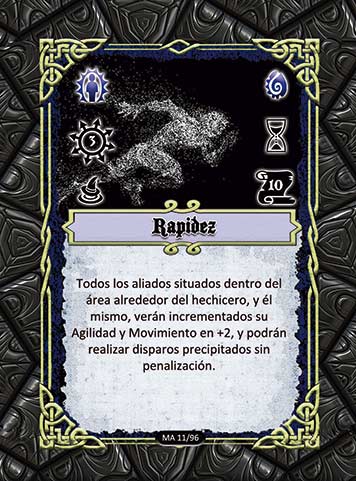 3
10
Rapidez
Todos los aliados situados dentro del
área alrededor del hechicero, y él
mismo, verán incrementados su
Agilidad y Movimiento en +2, y podrán
realizar disparos precipitados sin
penalización.
MA 11/96